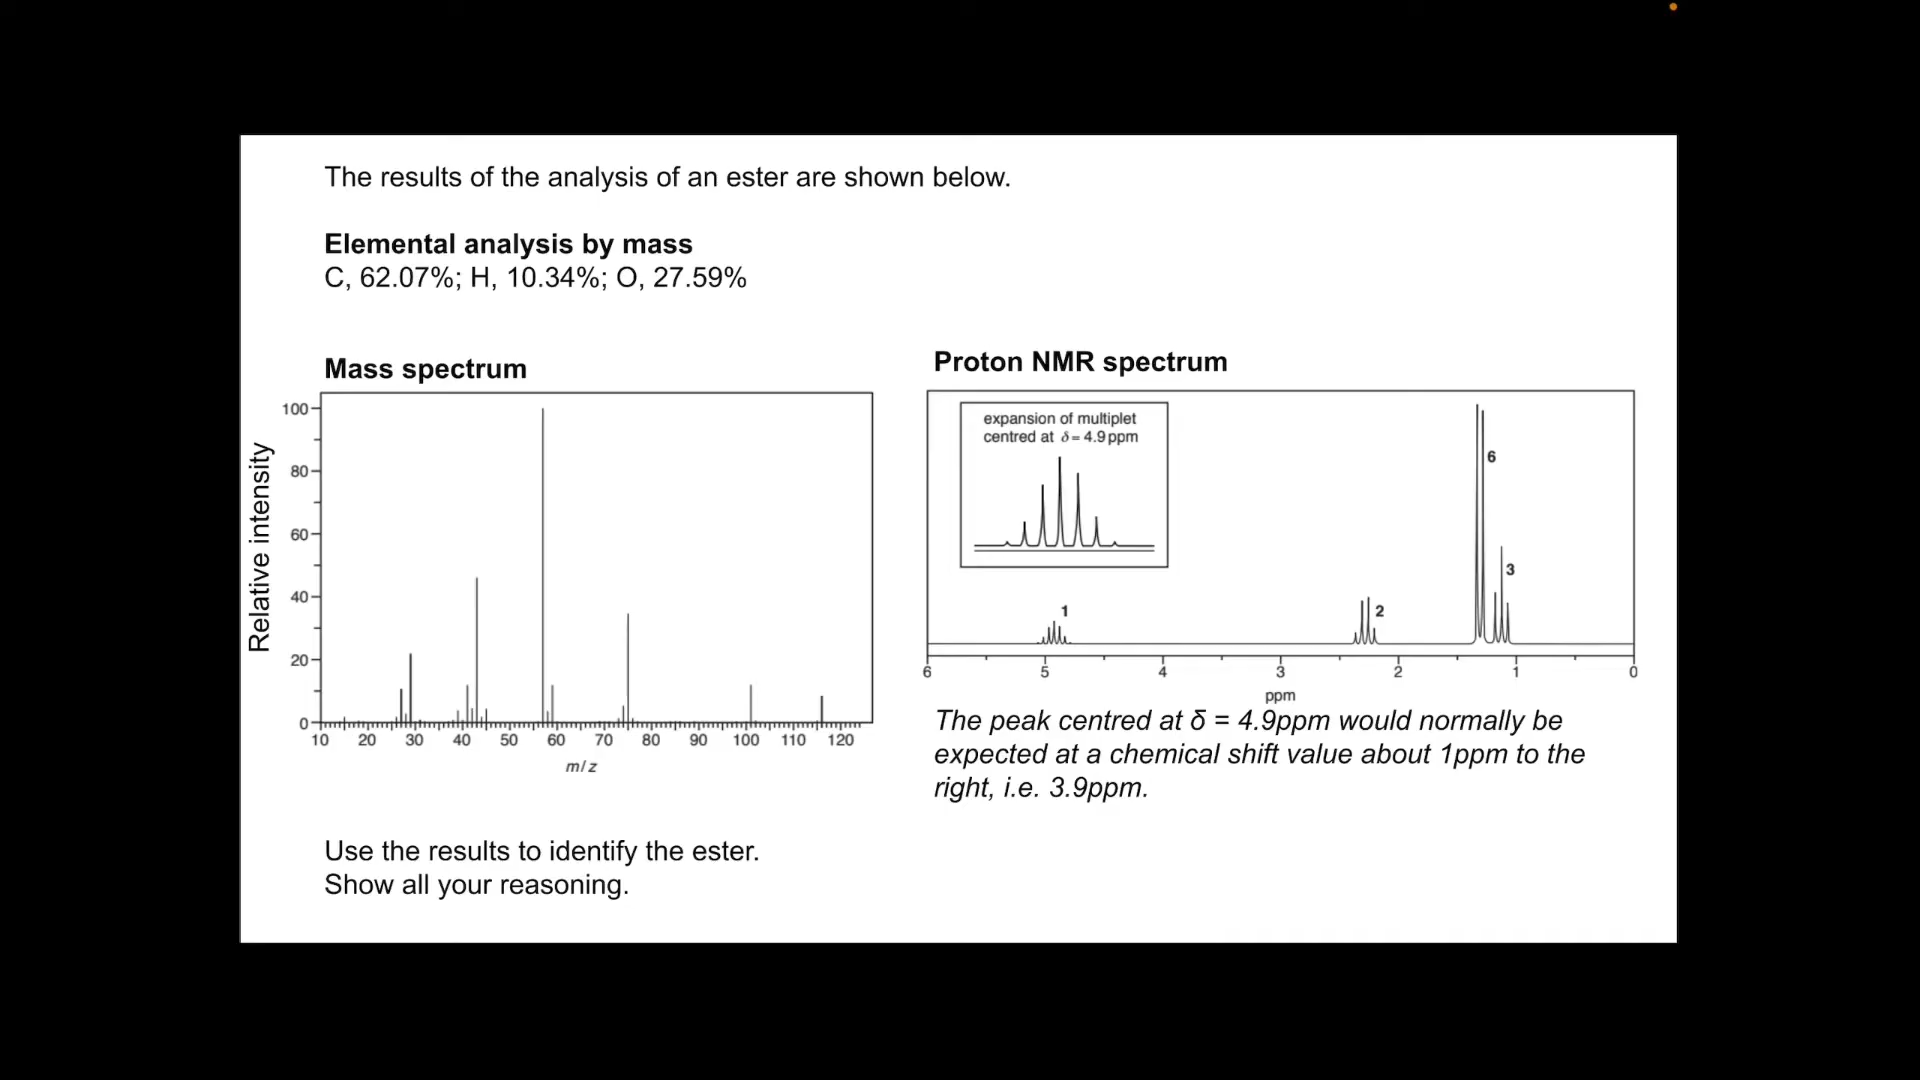 The results of the analysis of an ester are shown below.
Elemental analysis by mass
C, 62.07%; H, 10.34%; O, 27.59%
Mass spectrum
Relative intensity
100
80
60
40
20
0
10 20 30 40 50 60 70 80 90 100 110 120
m/z
Proton NMR spectrum
expansion of multiplet
centred at δ = 4.9 ppm
6
3
1
2
6 5 4 3 2 1 0
ppm
The peak centred at δ = 4.9ppm would normally be
expected at a chemical shift value about 1ppm to the
right, i.e. 3.9ppm.
Use the results to identify the ester.
Show all your reasoning.